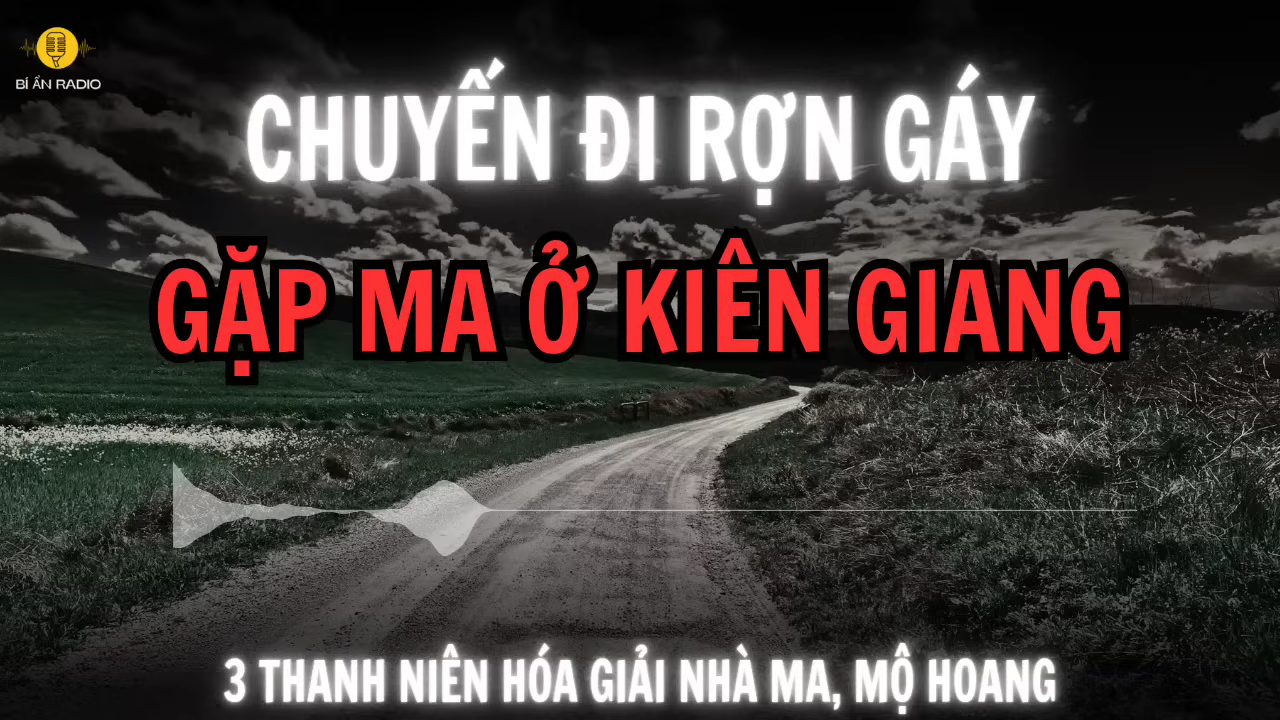 BÍ ẨN RADIO
CHUYẾN ĐI RỢN GÁY
GẶP MA Ở KIÊN GIANG
3 THANH NIÊN HÓA GIẢI NHÀ MA, MỘ HOANG